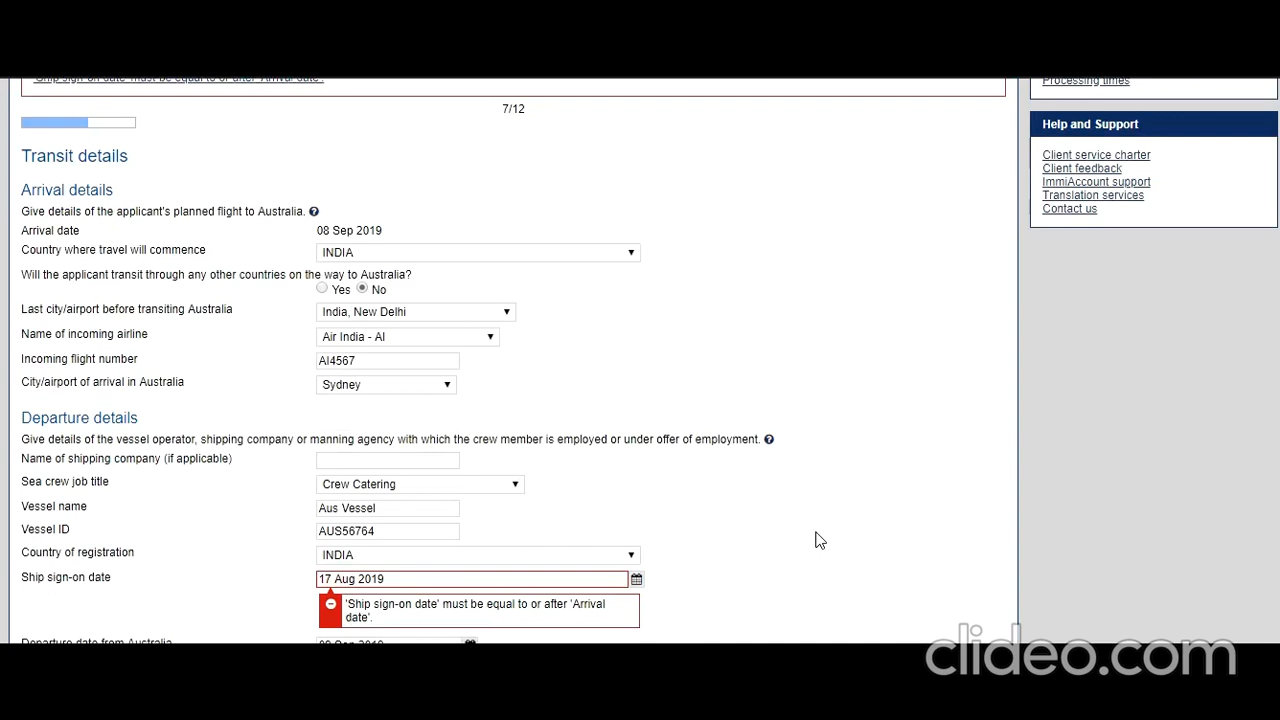 'Ship sign-on date' must be equal to or after 'Arrival date'.
Processing times
7/12
Help and Support
Transit details
Client service charter
Client feedback
ImmiAccount support
Translation services
Contact us
Arrival details
Give details of the applicant's planned flight to Australia. ?
Arrival date 08 Sep 2019
Country where travel will commence INDIA
Will the applicant transit through any other countries on the way to Australia?
Yes No
Last city/airport before transiting Australia India, New Delhi
Name of incoming airline Air India - AI
Incoming flight number AI4567
City/airport of arrival in Australia Sydney
Departure details
Give details of the vessel operator, shipping company or manning agency with which the crew member is employed or under offer of employment. ?
Name of shipping company (if applicable)
Sea crew job title Crew Catering
Vessel name Aus Vessel
Vessel ID AUS56764
Country of registration INDIA
Ship sign-on date 17 Aug 2019
'Ship sign-on date' must be equal to or after 'Arrival
date'.
Departure date from Australia
clideo.com